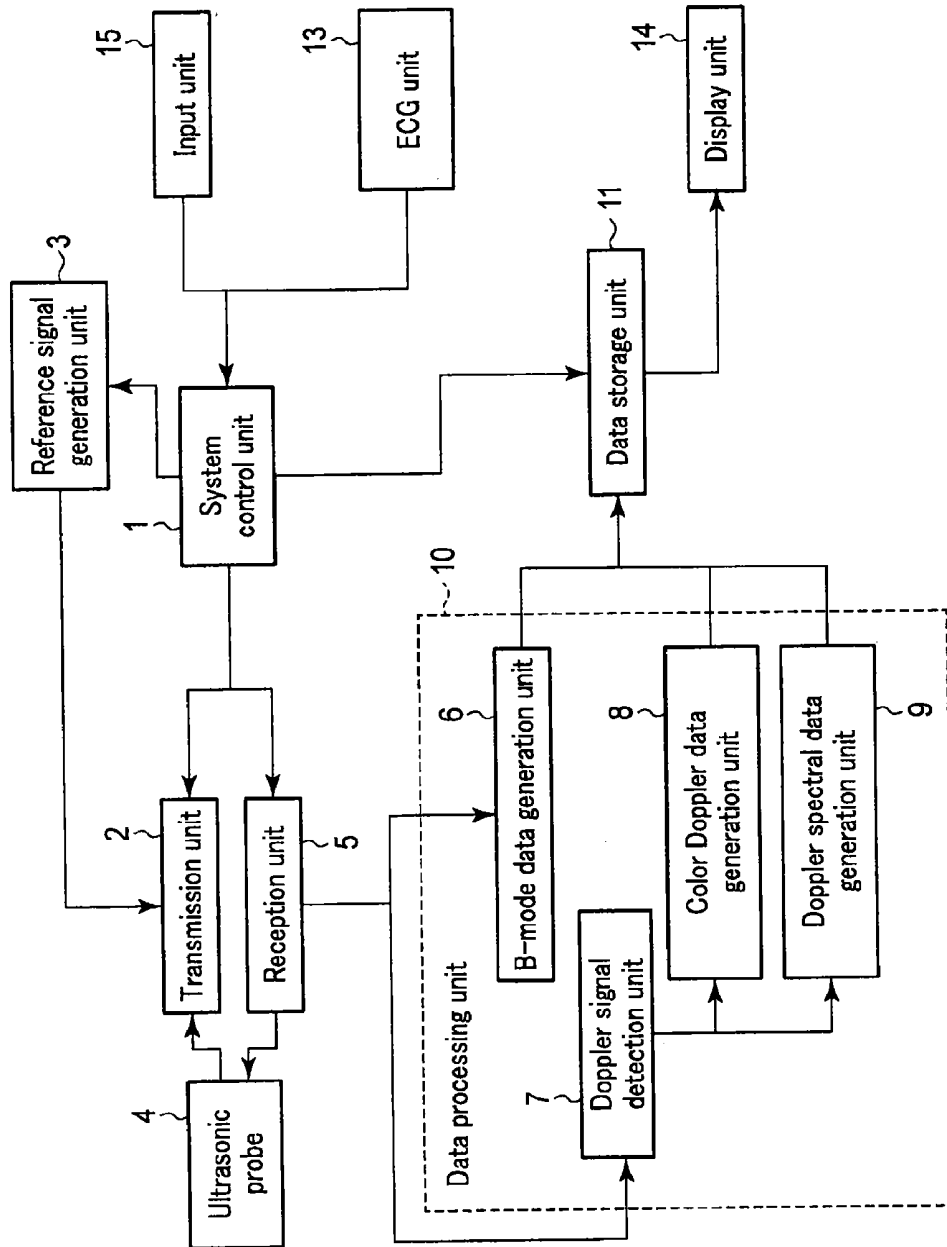 3
Reference signal
generation unit
15
Input unit
13
ECG unit
1
System
control unit
4
Ultrasonic
probe
2
Transmission unit
5
Reception unit
11
Data storage unit
14
Display unit
10
Data processing unit
6
B-mode data generation unit
7
Doppler signal
detection unit
8
Color Doppler data
generation unit
9
Doppler spectral data
generation unit